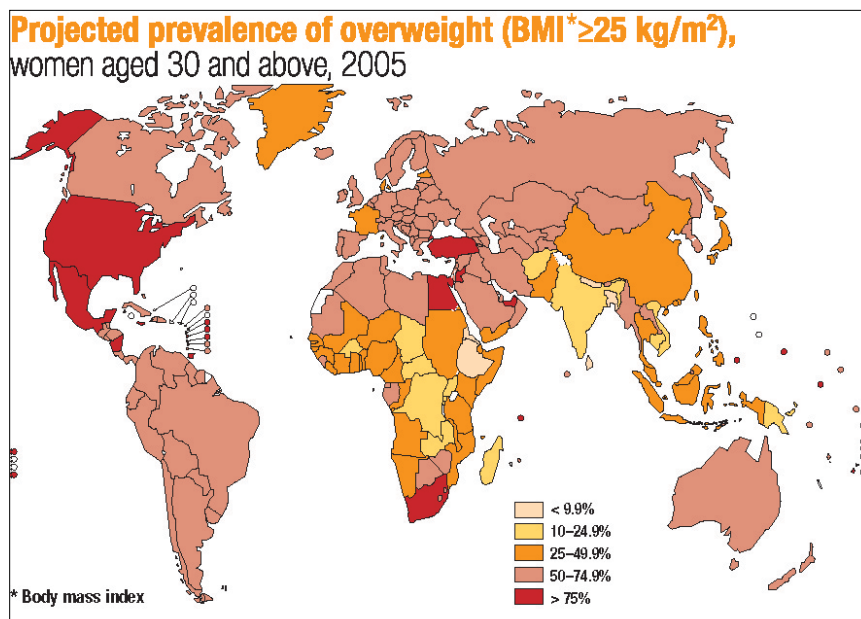 Projected prevalence of overweight (BMI*≥25 kg/m²),
women aged 30 and above, 2005
< 9.9%
10–24.9%
25–49.9%
50–74.9%
> 75%
* Body mass index